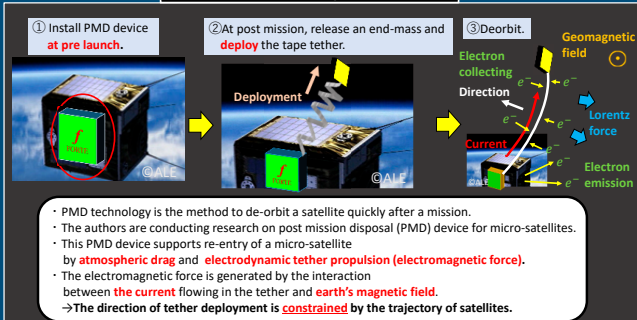 ① Install PMD device
at pre launch.
②At post mission, release an end-mass and
deploy the tape tether.
③Deorbit.
f
FORTE
©ALE
Deployment
f
FORTE
©ALE
Geomagnetic
field
Electron
collecting
Direction
e⁻
e⁻
e⁻
e⁻
e⁻
Lorentz
force
Current
e⁻
e⁻
Electron
emission
e⁻
・PMD technology is the method to de-orbit a satellite quickly after a mission.
・The authors are conducting research on post mission disposal (PMD) device for micro-satellites.
・This PMD device supports re-entry of a micro-satellite
by atmospheric drag and electrodynamic tether propulsion (electromagnetic force).
・The electromagnetic force is generated by the interaction
between the current flowing in the tether and earth's magnetic field.
→The direction of tether deployment is constrained by the trajectory of satellites.